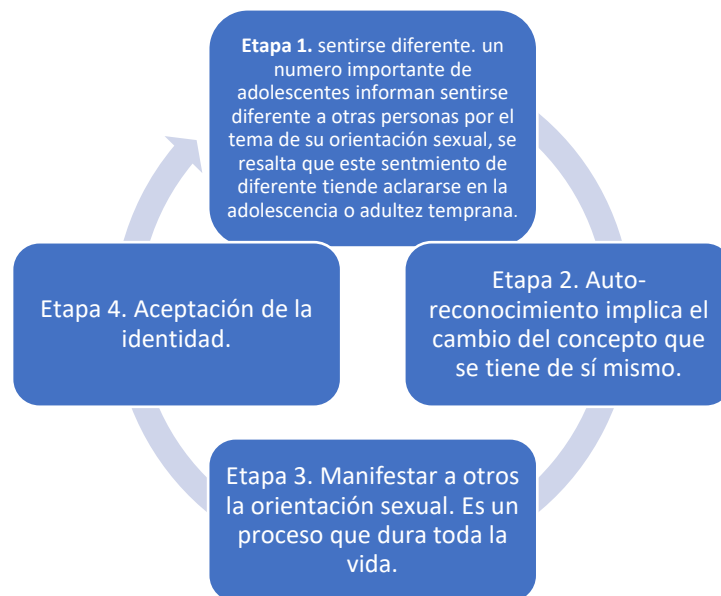 Etapa 1. sentirse diferente. un
numero importante de
adolescentes informan sentirse
diferente a otras personas por el
tema de su orientación sexual, se
resalta que este sentmiento de
diferente tiende aclararse en la
adolescencia o adultez temprana.
Etapa 2. Auto-
reconocimiento implica el
cambio del concepto que
se tiene de sí mismo.
Etapa 3. Manifestar a otros
la orientación sexual. Es un
proceso que dura toda la
vida.
Etapa 4. Aceptación de la
identidad.